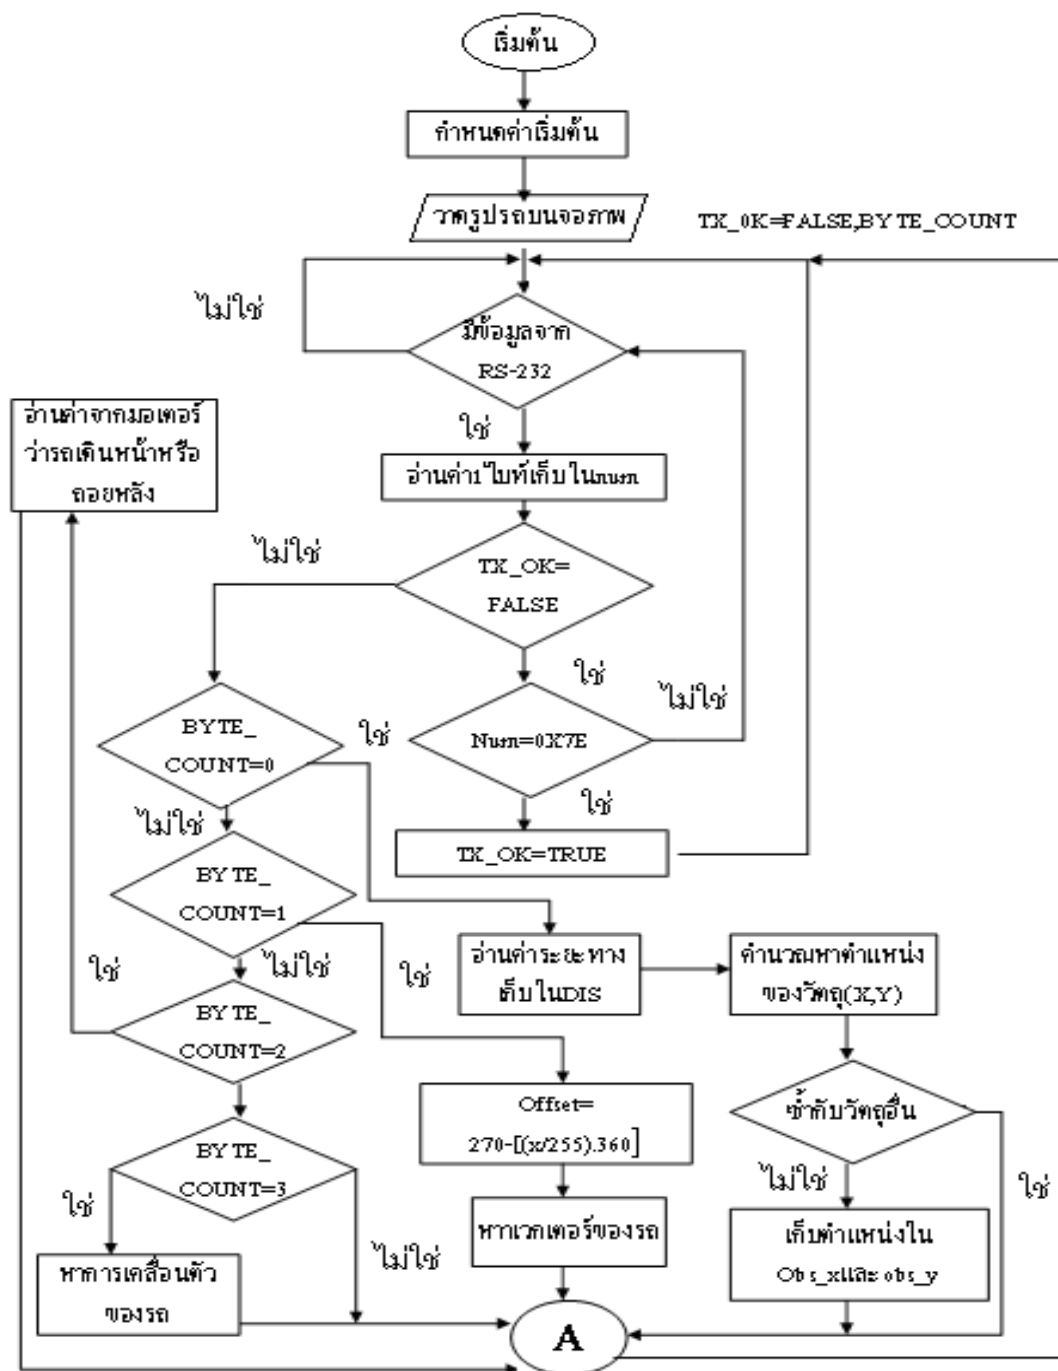 เริ่มต้น
กำหนดค่าเริ่มต้น
วาดรูปรถบนจอภาพ
TX_0K=FALSE,BYTE_COUNT
ไม่ใช่
มีข้อมูลจาก
RS-232
ใช่
อ่านค่าจากมอเตอร์
ว่ารถเดินหน้าหรือ
ถอยหลัง
อ่านค่า1ไบท์เก็บในnum
ไม่ใช่
TX_OK=
FALSE
ใช่
ไม่ใช่
BYTE_
COUNT=0
ใช่
Num=0X7E
ใช่
ไม่ใช่
TX_OK=TRUE
BYTE_
COUNT=1
ใช่
ไม่ใช่
ใช่
อ่านค่าระยะทาง
เก็บในDIS
คำนวณหาตำแหน่ง
ของวัตถุ(X,Y)
BYTE_
COUNT=2
Offset=
270-[(x/255).360]
ซ้ำกับวัตถุอื่น
BYTE_
COUNT=3
ใช่
ไม่ใช่
ไม่ใช่
ใช่
หาเวกเตอร์ของรถ
เก็บตำแหน่งใน
Obs_xและobs_y
หาการเคลื่อนตัว
ของรถ
A